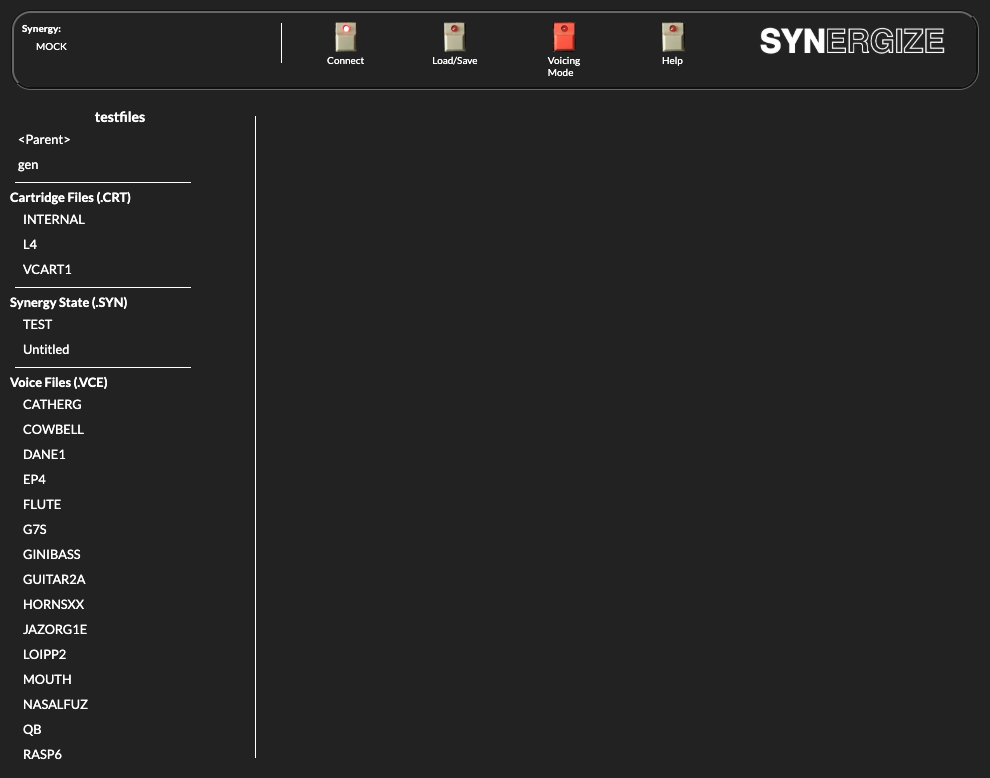 Synergy:
MOCK
Connect
Load/Save
Voicing
Mode
Help
SYNERGIZE
testfiles
<Parent>
gen
Cartridge Files (.CRT)
INTERNAL
L4
VCART1
Synergy State (.SYN)
TEST
Untitled
Voice Files (.VCE)
CATHERG
COWBELL
DANE1
EP4
FLUTE
G7S
GINIBASS
GUITAR2A
HORNSXX
JAZORG1E
LOIPP2
MOUTH
NASALFUZ
QB
RASP6